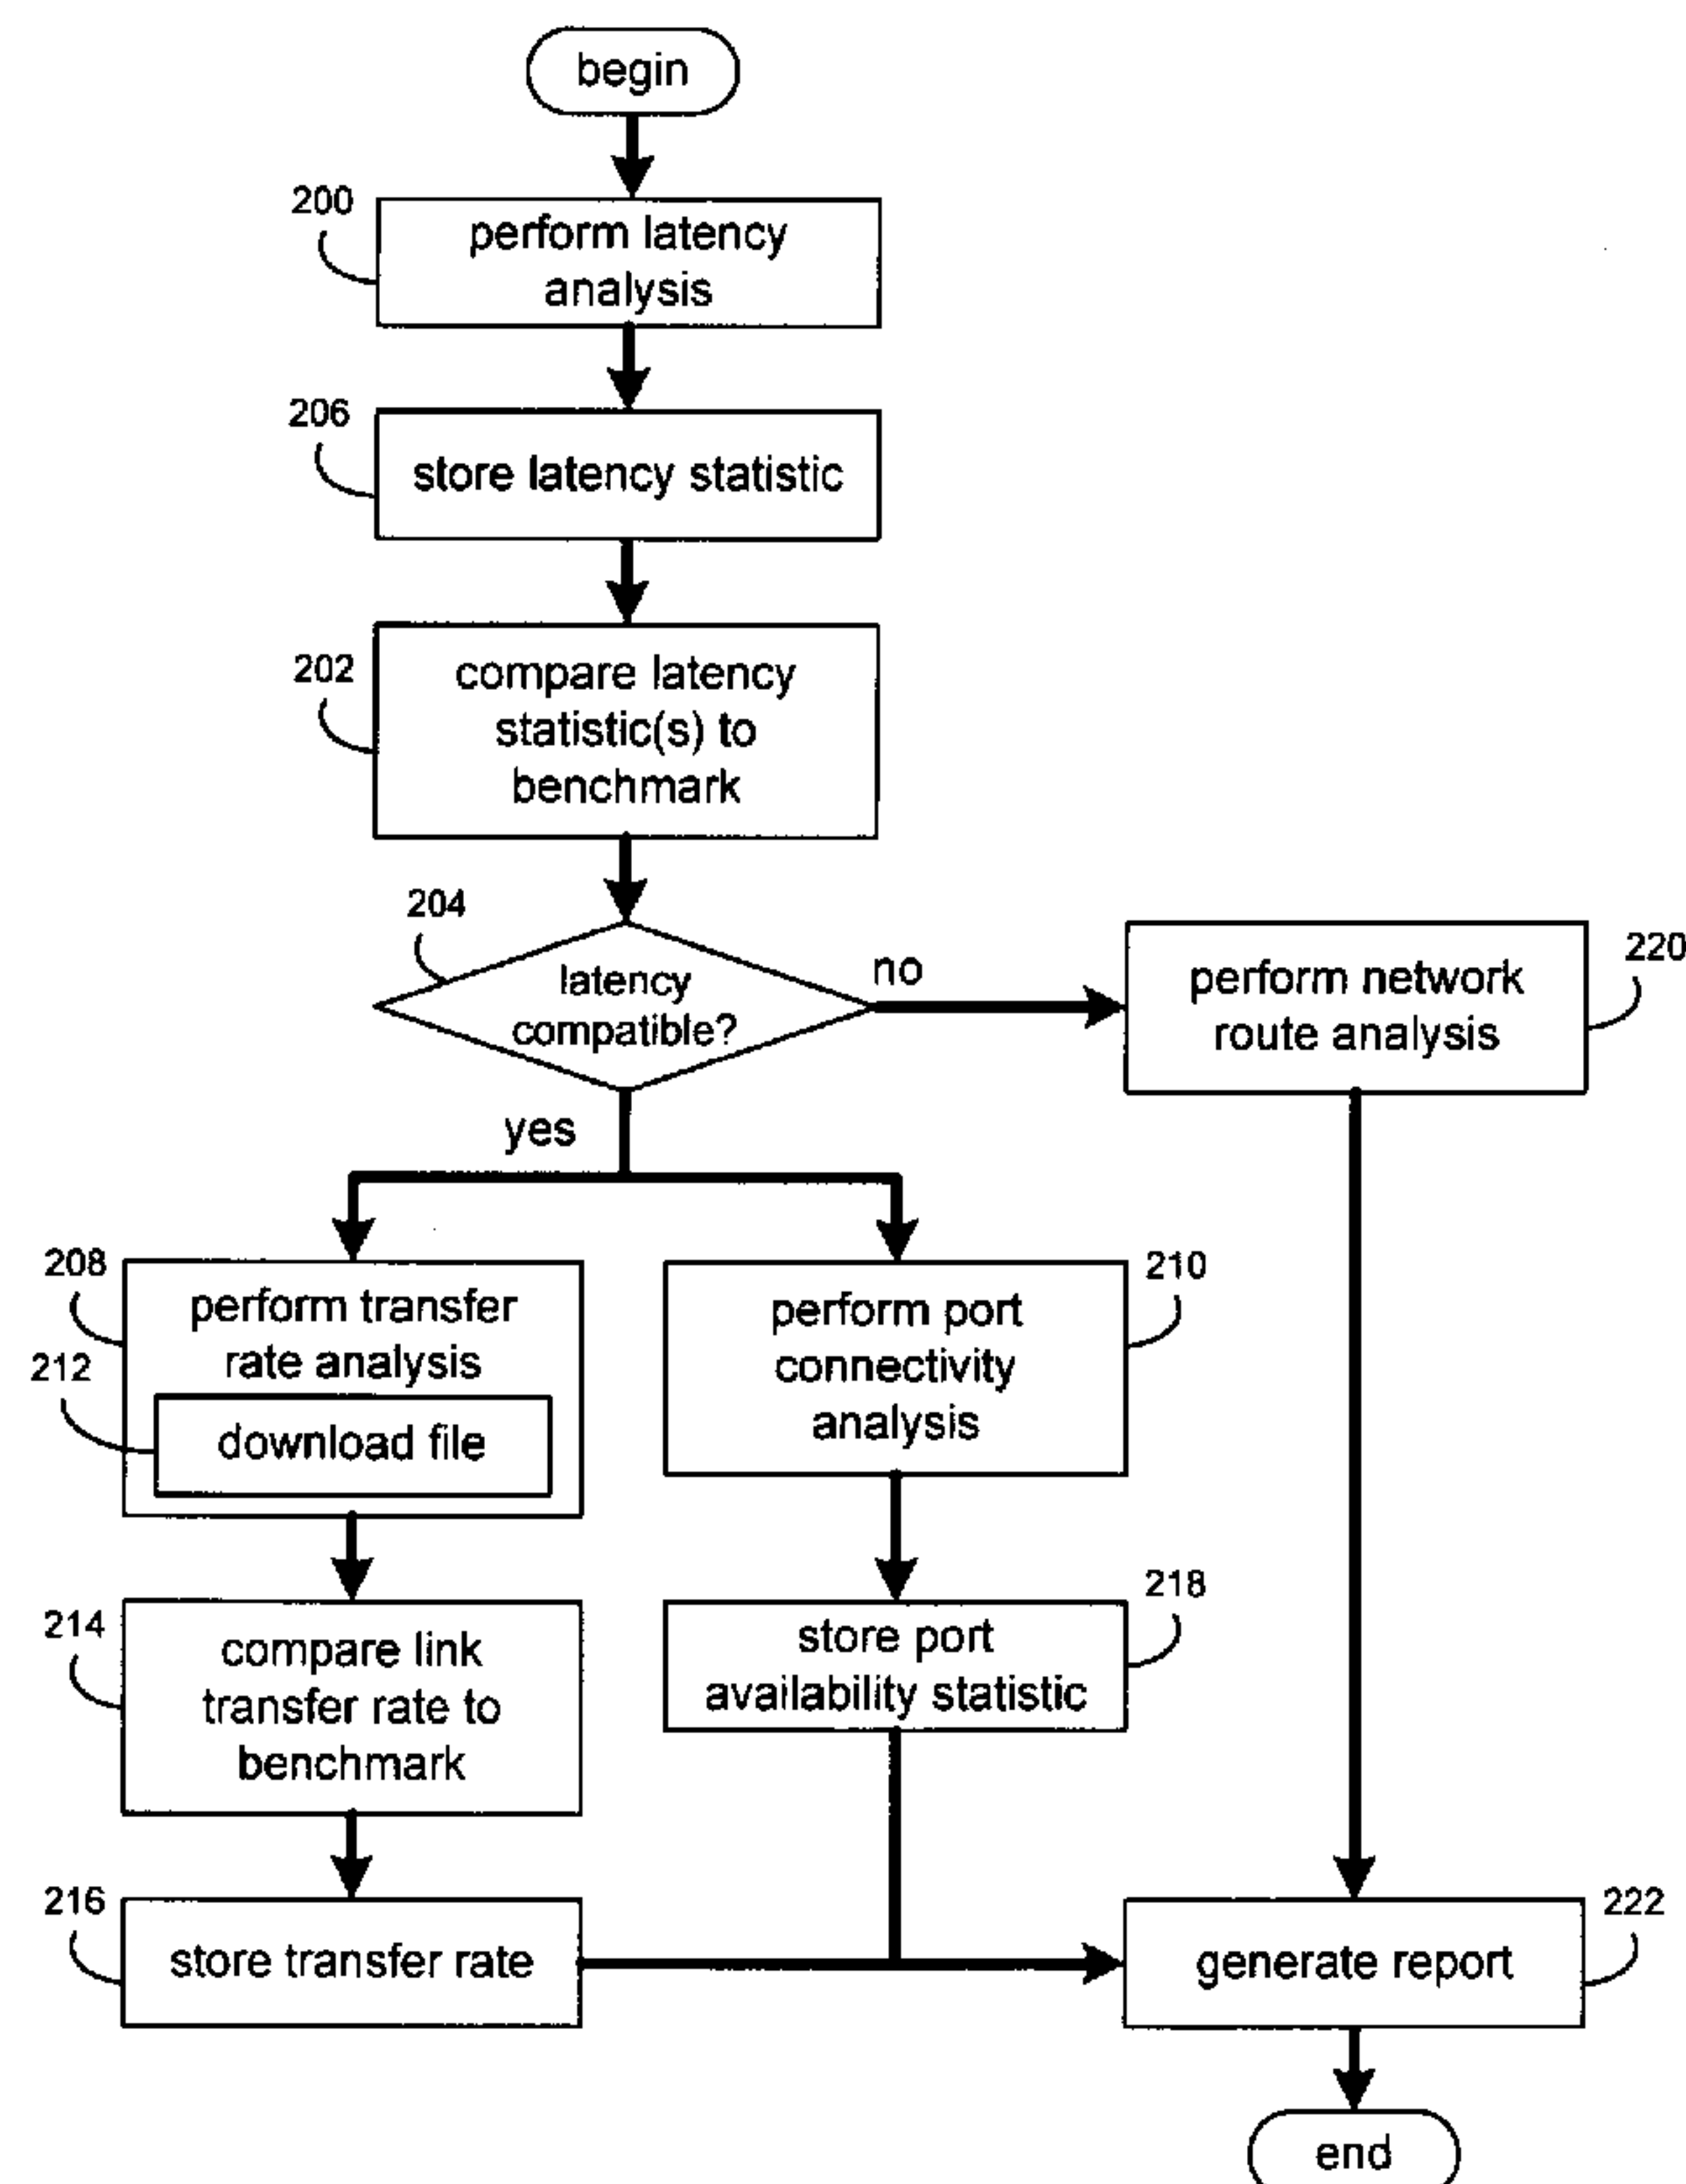 begin
200
perform latency
analysis
206
store latency statistic
202
compare latency
statistic(s) to
benchmark
204
latency
compatible?
no
220
perform network
route analysis
yes
208
perform transfer
rate analysis
212
download file
210
perform port
connectivity
analysis
214
compare link
transfer rate to
benchmark
218
store port
availability statistic
216
store transfer rate
222
generate report
end